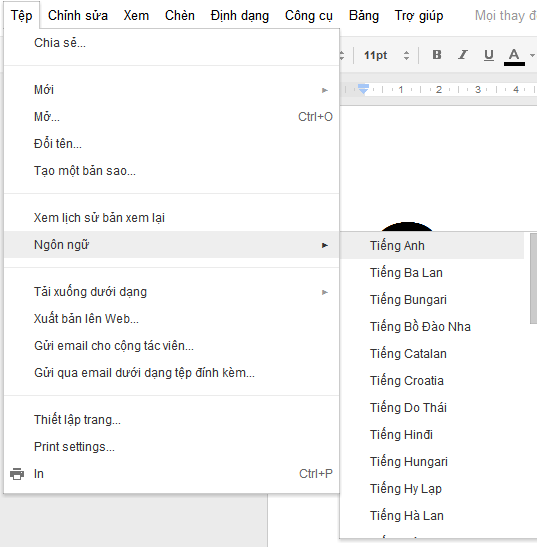 Tệp Chỉnh sửa Xem Chèn Định dạng Công cụ Bảng Trợ giúp Mọi thay
Chia sẻ...
11pt B I U A
Mới
1 2 3 4
Mở... Ctrl+O
Đổi tên...
Tạo một bản sao...
Xem lịch sử bản xem lại
Ngôn ngữ
Tiếng Anh
Tiếng Ba Lan
Tiếng Bungari
Tiếng Bồ Đào Nha
Tiếng Catalan
Tiếng Croatia
Tiếng Do Thái
Tiếng Hinđi
Tiếng Hungari
Tiếng Hy Lạp
Tiếng Hà Lan
Tải xuống dưới dạng
Xuất bản lên Web...
Gửi email cho cộng tác viên...
Gửi qua email dưới dạng tệp đính kèm...
Thiết lập trang...
Print settings...
In Ctrl+P